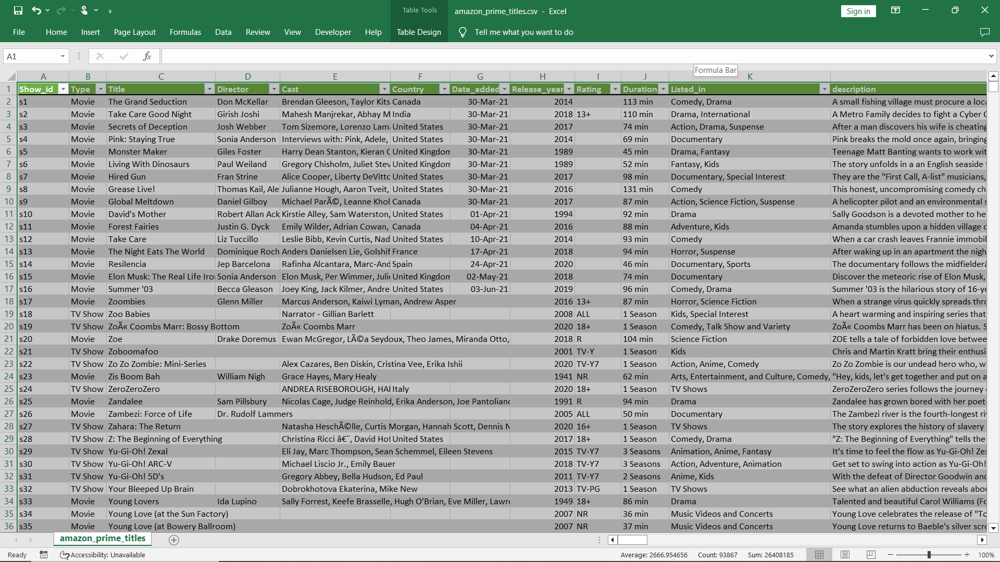 Table Tools
amazon_prime_titles.csv - Excel
Sign in
File Home Insert Page Layout Formulas Data Review View Developer Help Table Design Tell me what you want to do
A1 fx
Formula Bar
A B C D E F G H I J K
1 Show_id Type Title Director Cast Country Date_added Release_year Rating Duration Listed_in description
2 s1 Movie The Grand Seduction Don McKellar Brendan Gleeson, Taylor Kits Canada 30-Mar-21 2014 113 min Comedy, Drama A small fishing village must procure a loca
3 s2 Movie Take Care Good Night Girish Joshi Mahesh Manjrekar, Abhay M India 30-Mar-21 2018 13+ 110 min Drama, International A Metro Family decides to fight a Cyber C
4 s3 Movie Secrets of Deception Josh Webber Tom Sizemore, Lorenzo Lama United States 30-Mar-21 2017 74 min Action, Drama, Suspense After a man discovers his wife is cheating
5 s4 Movie Pink: Staying True Sonia Anderson Interviews with: Pink, Adele, United States 30-Mar-21 2014 69 min Documentary Pink breaks the mold once again, bringing
6 s5 Movie Monster Maker Giles Foster Harry Dean Stanton, Kieran C United Kingdom 30-Mar-21 1989 45 min Drama, Fantasy Teenage Matt Banting wants to work wit
7 s6 Movie Living With Dinosaurs Paul Weiland Gregory Chisholm, Juliet Stev United Kingdom 30-Mar-21 1989 52 min Fantasy, Kids The story unfolds in a an English seaside
8 s7 Movie Hired Gun Fran Strine Alice Cooper, Liberty DeVitto United States 30-Mar-21 2017 98 min Documentary, Special Interest They are the "First Call, A-list" musicians,
9 s8 Movie Grease Live! Thomas Kail, Ale Julianne Hough, Aaron Tveit, United States 30-Mar-21 2016 131 min Comedy This honest, uncompromising comedy ch
10 s9 Movie Global Meltdown Daniel Gilboy Michael ParÃ©, Leanne Khol Canada 30-Mar-21 2017 87 min Action, Science Fiction, Suspense A helicopter pilot and an environmental s
11 s10 Movie David's Mother Robert Allan Ack Kirstie Alley, Sam Waterston, United States 01-Apr-21 1994 92 min Drama Sally Goodson is a devoted mother to he
12 s11 Movie Forest Fairies Justin G. Dyck Emily Wilder, Adrian Cowan, Canada 04-Apr-21 2016 88 min Adventure, Kids Amanda stumbles upon a hidden village o
13 s12 Movie Take Care Liz Tuccillo Leslie Bibb, Kevin Curtis, Nad United States 10-Apr-21 2014 93 min Comedy When a car crash leaves Frannie immobil
14 s13 Movie The Night Eats The World Dominique Roch Anders Danielsen Lie, Golshif France 17-Apr-21 2018 94 min Horror, Suspense After waking up in an apartment the nigh
15 s14 Movie Resilencia Jep Barcelona Rafinha Alcantara, Marc-And Spain 24-Apr-21 2020 46 min Documentary, Sports The documentary follows the midfielderâ
16 s15 Movie Elon Musk: The Real Life Iron Sonia Anderson Elon Musk, Per Wimmer, Julie United Kingdom 02-May-21 2018 74 min Documentary Discover the meteoric rise of Elon Musk,
17 s16 Movie Summer '03 Becca Gleason Joey King, Jack Kilmer, Andre United States 03-Jun-21 2019 96 min Comedy, Drama Summer '03 is the hilarious story of 16-ye
18 s17 Movie Zoombies Glenn Miller Marcus Anderson, Kaiwi Lyman, Andrew Asper 2016 13+ 87 min Horror, Science Fiction When a strange virus quickly spreads thro
19 s18 TV Show Zoo Babies Narrator - Gillian Barlett 2008 ALL 1 Season Kids, Special Interest A heart warming and inspiring series that
20 s19 TV Show ZoÃ« Coombs Marr: Bossy Bottom ZoÃ« Coombs Marr 2020 18+ 1 Season Comedy, Talk Show and Variety ZoÃ« Coombs Marr has been on hiatus. S
21 s20 Movie Zoe Drake Doremus Ewan McGregor, LÃ©a Seydoux, Theo James, Miranda Otto, 2018 R 104 min Science Fiction ZOE tells a tale of forbidden love betwee
22 s21 TV Show Zoboomafoo 2001 TV-Y 1 Season Kids Chris and Martin Kratt bring their enthusi
23 s22 TV Show Zo Zo Zombie: Mini-Series Alex Cazares, Ben Diskin, Cristina Vee, Erika Ishii 2020 TV-Y7 1 Season Action, Anime, Comedy Zo Zo Zombie is our undead hero who, w
24 s23 Movie Zis Boom Bah William Nigh Grace Hayes, Mary Healy 1941 NR 62 min Arts, Entertainment, and Culture, Comedy, "Hey, kids, let's get together and put on a
25 s24 TV Show ZeroZeroZero ANDREA RISEBOROUGH, HAR Italy 2020 18+ 1 Season TV Shows ZeroZeroZero series follows the journey
26 s25 Movie Zandalee Sam Pillsbury Nicolas Cage, Judge Reinhold, Erika Anderson, Joe Pantoliano 1991 R 94 min Drama Zandalee has grown bored with her poet-
27 s26 Movie Zambezi: Force of Life Dr. Rudolf Lammers 2005 ALL 50 min Documentary The Zambezi river is the fourth-longest riv
28 s27 TV Show Zahara: The Return Natasha HeschÃ©lle, Curtis Morgan, Hannah Scott, Dennis N 2020 16+ 1 Season TV Shows The story explores the history of slavery
29 s28 TV Show Z: The Beginning of Everything Christina Ricci â€¨, David Hof United States 2017 18+ 1 Season Comedy, Drama "Z: The Beginning of Everything" tells the
30 s29 TV Show Yu-Gi-Oh! Zexal Eli Jay, Marc Thompson, Sean Schemmel, Eileen Stevens 2015 TV-Y7 3 Seasons Animation, Anime, Fantasy It's time to feel the flow as Yu-Gi-Oh! Zex
31 s30 TV Show Yu-Gi-Oh! ARC-V Michael Liscio Jr., Emily Bauer 2018 TV-Y7 3 Seasons Action, Adventure, Animation Get set to swing into action as Yu-Gi-Oh!
32 s31 TV Show Yu-Gi-Oh! 5D's Gregory Abbey, Bella Hudson, Ed Paul 2011 TV-Y7 2 Seasons Anime, Kids With the defeat of Director Goodwin and
33 s32 TV Show Your Bleeped Up Brain Dobrokhotova Ekaterina, Mike New 2013 TV-PG 1 Season TV Shows See what an alien abduction reveals abou
34 s33 Movie Young Lovers Ida Lupino Sally Forrest, Keefe Brasselle, Hugh O'Brian, Eve Miller, Lawre 1949 18+ 86 min Drama Talented and beautiful Carol Williams (Fo
35 s34 Movie Young Love (at the Sun Factory) 2007 NR 36 min Music Videos and Concerts Young Love celebrates the release of "To
36 s35 Movie Young Love (at Bowery Ballroom) 2007 NR 37 min Music Videos and Concerts Young Love returns to Baeble's silver scre
amazon_prime_titles
Ready Accessibility: Unavailable Average: 2666.954656 Count: 93867 Sum: 26408185 100%